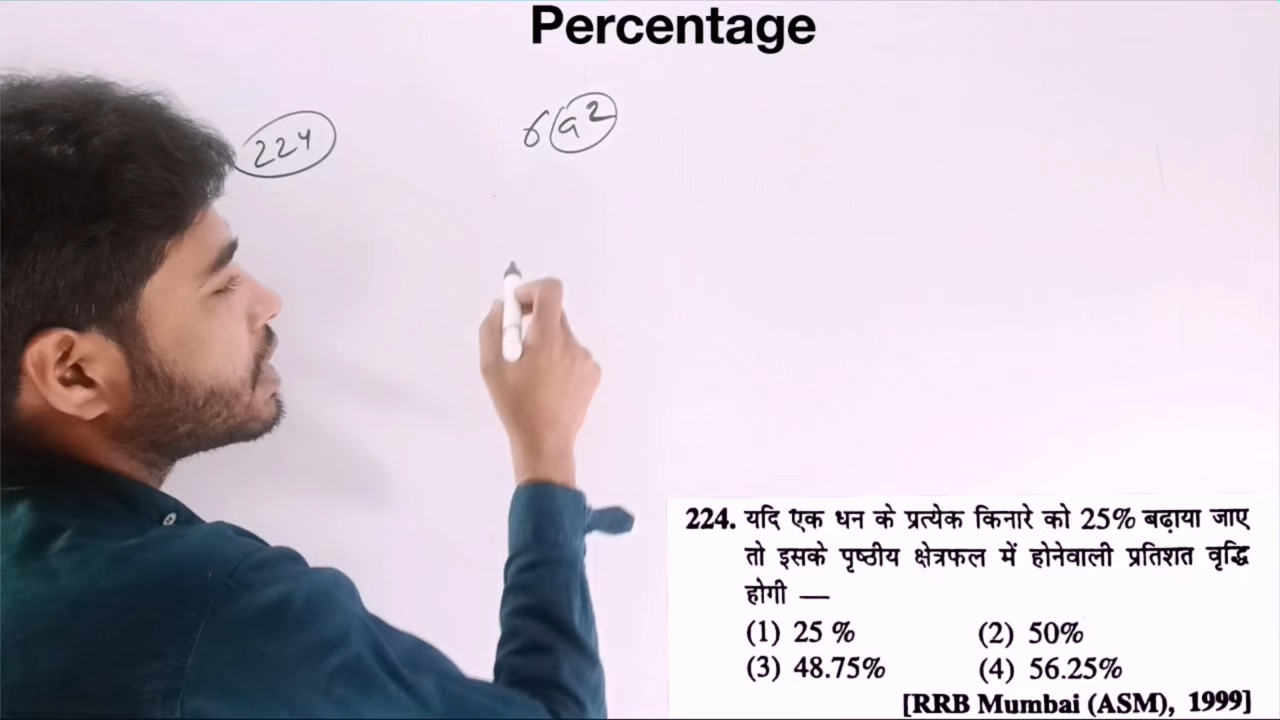 Percentage
224
6a²
224. यदि एक धन के प्रत्येक किनारे को 25% बढ़ाया जाए
तो इसके पृष्ठीय क्षेत्रफल में होनेवाली प्रतिशत वृद्धि
होगी —
(1) 25 % (2) 50%
(3) 48.75% (4) 56.25%
[RRB Mumbai (ASM), 1999]